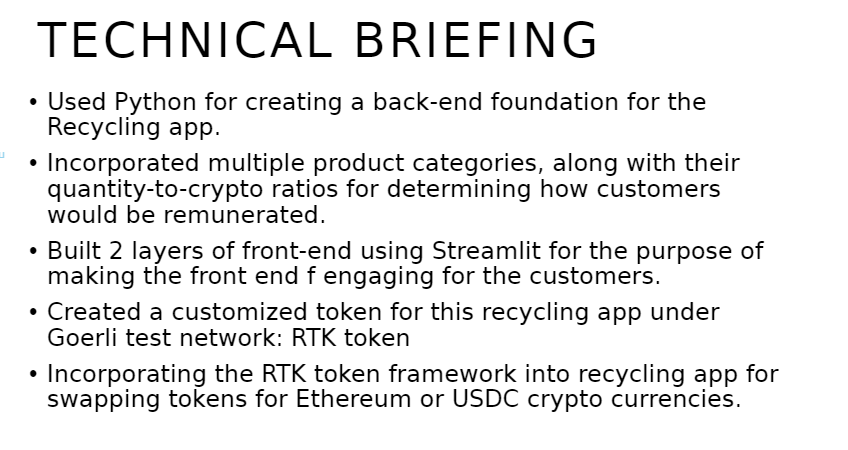 TECHNICAL BRIEFING
• Used Python for creating a back-end foundation for the
Recycling app.
• Incorporated multiple product categories, along with their
quantity-to-crypto ratios for determining how customers
would be remunerated.
• Built 2 layers of front-end using Streamlit for the purpose of
making the front end f engaging for the customers.
• Created a customized token for this recycling app under
Goerli test network: RTK token
• Incorporating the RTK token framework into recycling app for
swapping tokens for Ethereum or USDC crypto currencies.